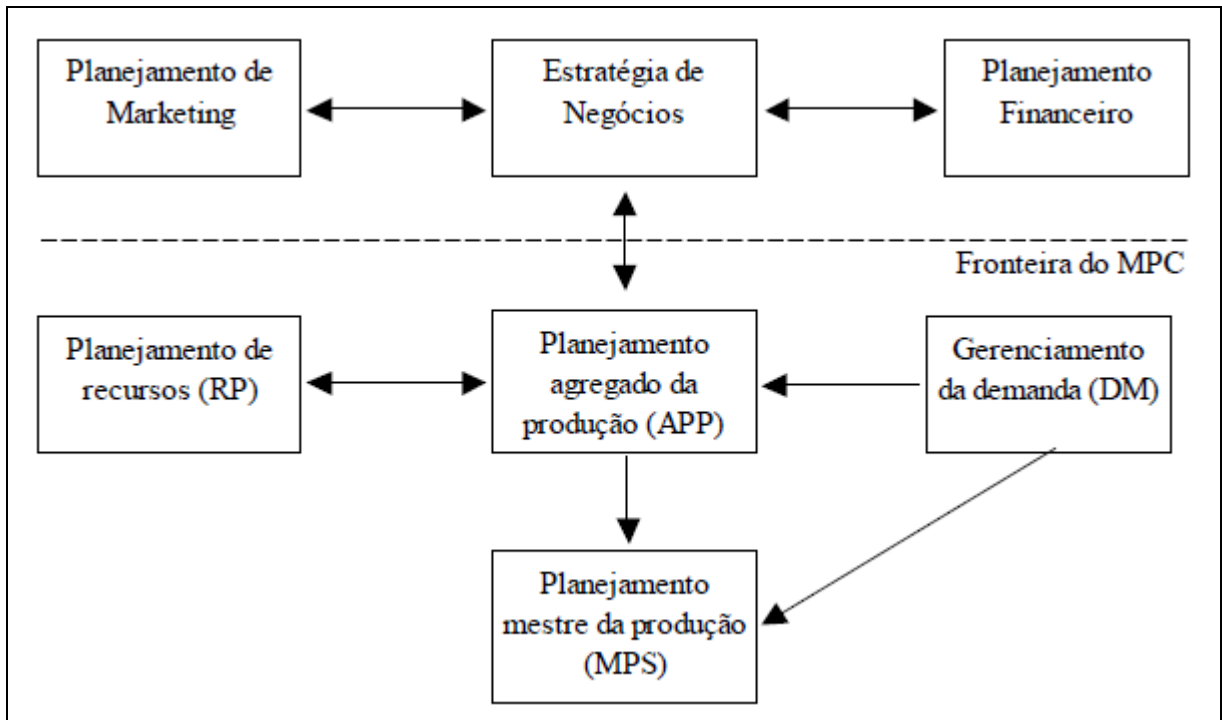 Planejamento de
Marketing
Estratégia de
Negócios
Planejamento
Financeiro
Fronteira do MPC
Planejamento de
recursos (RP)
Planejamento
agregado da
produção (APP)
Gerenciamento
da demanda (DM)
Planejamento
mestre da produção
(MPS)